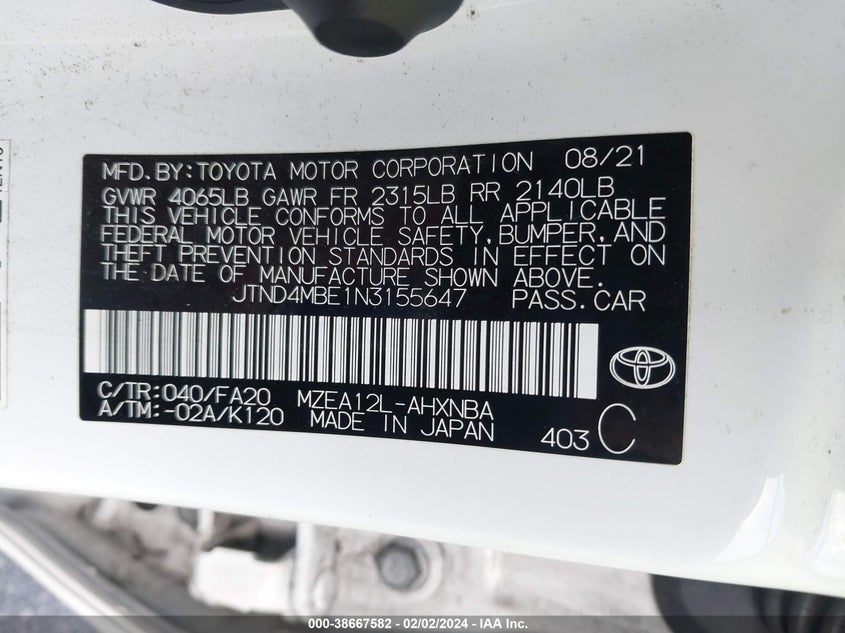 MFD.BY:TOYOTA MOTOR CORPORATION 08/21
GVWR 4065LB GAWR FR 2315LB RR 2140LB
THIS VEHICLE CONFORMS TO ALL APPLICABLE
FEDERAL MOTOR VEHICLE SAFETY,BUMPER,AND
THEFT PREVENTION STANDARDS IN EFFECT ON
THE DATE OF MANUFACTURE SHOWN ABOVE.
JTND4MBE1N3155647 PASS.CAR
C/TR:040/FA20 MZEA12L-AHXNBA
A/TM:-02A/K120 MADE IN JAPAN 403 C
000-38667582 - 02/02/2024 - IAA Inc.